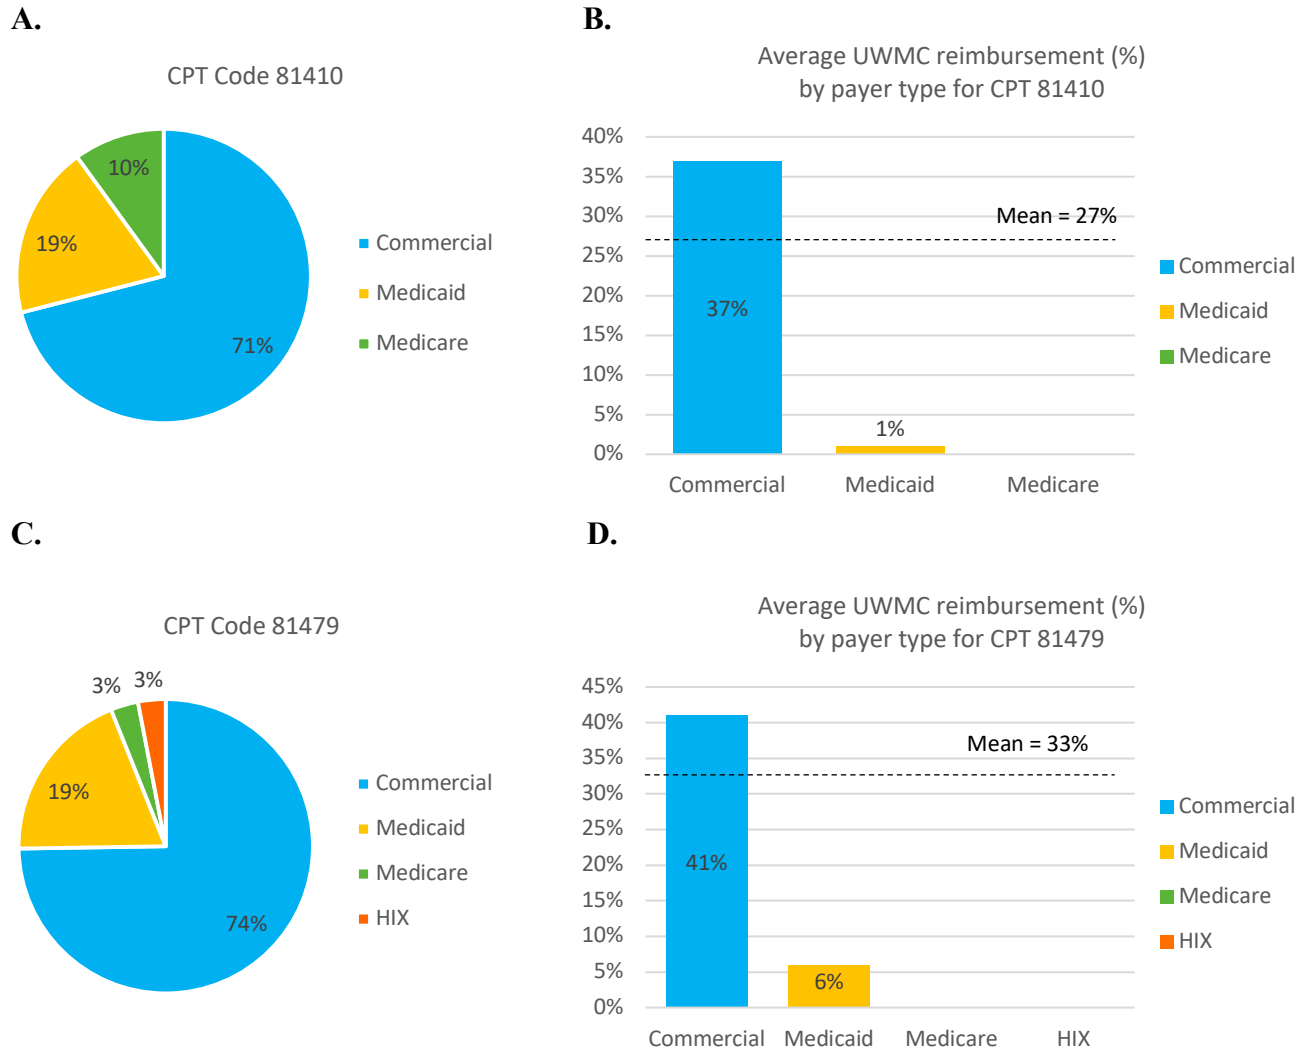 A.
CPT Code 81410
10%
19%
71%
Commercial
Medicaid
Medicare
B.
Average UWMC reimbursement (%)
by payer type for CPT 81410
40%
35%
30%
25%
20%
15%
10%
5%
0%
Mean = 27%
37%
1%
Commercial Medicaid Medicare
Commercial
Medicaid
Medicare
C.
CPT Code 81479
3% 3%
19%
74%
Commercial
Medicaid
Medicare
HIX
D.
Average UWMC reimbursement (%)
by payer type for CPT 81479
45%
40%
35%
30%
25%
20%
15%
10%
5%
0%
Mean = 33%
41%
6%
Commercial Medicaid Medicare HIX
Commercial
Medicaid
Medicare
HIX